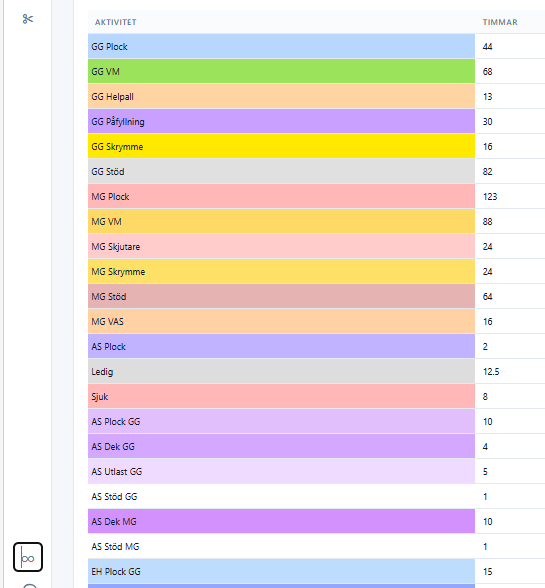 AKTIVITET TIMMAR
GG Plock 44
GG VM 68
GG Helpall 13
GG Påfyllning 30
GG Skrymme 16
GG Stöd 82
MG Plock 123
MG VM 88
MG Skjutare 24
MG Skrymme 24
MG Stöd 64
MG VAS 16
AS Plock 2
Ledig 12.5
Sjuk 8
AS Plock GG 10
AS Dek GG 4
AS Utlast GG 5
AS Stöd GG 1
AS Dek MG 10
AS Stöd MG 1
EH Plock GG 15